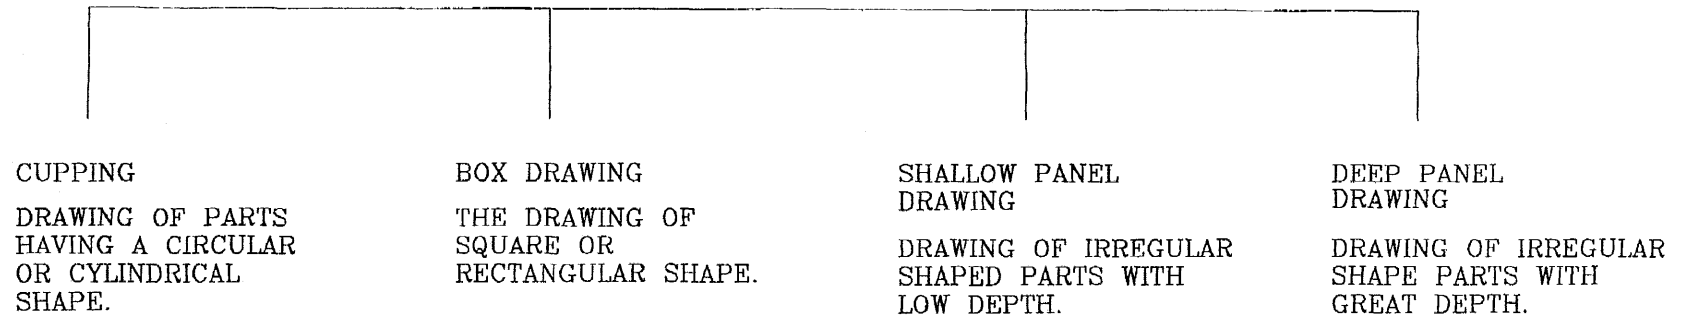 CUPPING
DRAWING OF PARTS
HAVING A CIRCULAR
OR CYLINDRICAL
SHAPE.
BOX DRAWING
THE DRAWING OF
SQUARE OR
RECTANGULAR SHAPE.
SHALLOW PANEL
DRAWING
DRAWING OF IRREGULAR
SHAPED PARTS WITH
LOW DEPTH.
DEEP PANEL
DRAWING
DRAWING OF IRREGULAR
SHAPE PARTS WITH
GREAT DEPTH.